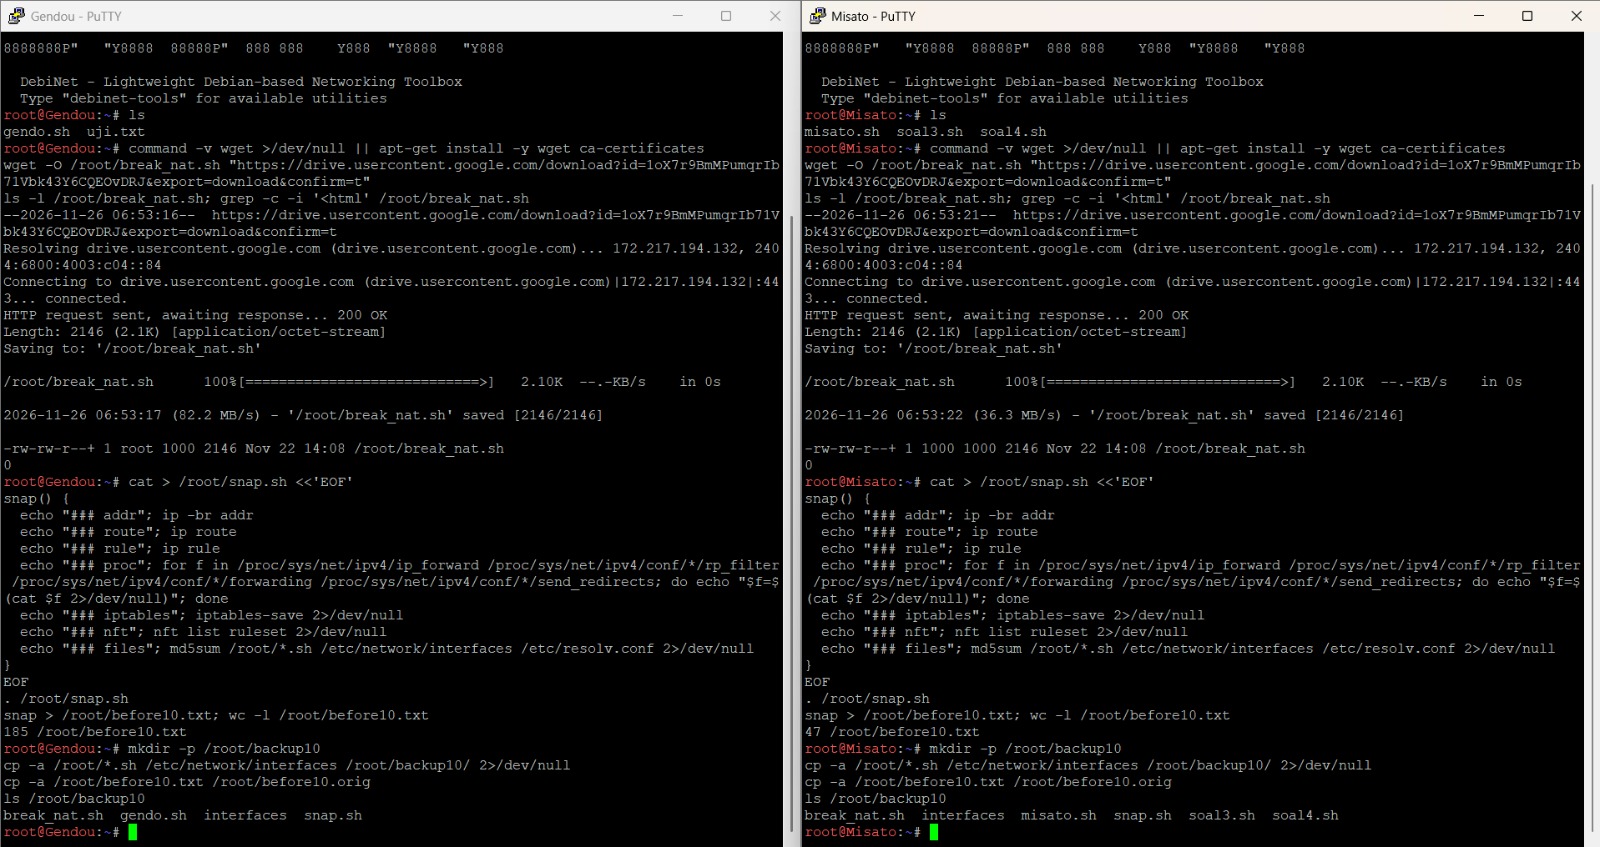 Gendou - PuTTY
8888888P"   "Y8888  88888P"  888 888    Y888  "Y8888   "Y888
  DebiNet - Lightweight Debian-based Networking Toolbox
  Type "debinet-tools" for available utilities
root@Gendou:~# ls
gendo.sh  uji.txt
root@Gendou:~# command -v wget >/dev/null || apt-get install -y wget ca-certificates
wget -O /root/break_nat.sh "https://drive.usercontent.google.com/download?id=1oX7r9BmMPumqrIb
71Vbk43Y6CQEOvDRJ&export=download&confirm=t"
ls -l /root/break_nat.sh; grep -c -i '<html' /root/break_nat.sh
--2026-11-26 06:53:16--  https://drive.usercontent.google.com/download?id=1oX7r9BmMPumqrIb71V
bk43Y6CQEOvDRJ&export=download&confirm=t
Resolving drive.usercontent.google.com (drive.usercontent.google.com)... 172.217.194.132, 240
4:6800:4003:c04::84
Connecting to drive.usercontent.google.com (drive.usercontent.google.com)|172.217.194.132|:44
3... connected.
HTTP request sent, awaiting response... 200 OK
Length: 2146 (2.1K) [application/octet-stream]
Saving to: '/root/break_nat.sh'
/root/break_nat.sh      100%[============================>]   2.10K  --.-KB/s    in 0s
2026-11-26 06:53:17 (82.2 MB/s) - '/root/break_nat.sh' saved [2146/2146]
-rw-rw-r--+ 1 root 1000 2146 Nov 22 14:08 /root/break_nat.sh
0
root@Gendou:~# cat > /root/snap.sh <<'EOF'
snap() {
  echo "### addr"; ip -br addr
  echo "### route"; ip route
  echo "### rule"; ip rule
  echo "### proc"; for f in /proc/sys/net/ipv4/ip_forward /proc/sys/net/ipv4/conf/*/rp_filter
 /proc/sys/net/ipv4/conf/*/forwarding /proc/sys/net/ipv4/conf/*/send_redirects; do echo "$f=$
(cat $f 2>/dev/null)"; done
  echo "### iptables"; iptables-save 2>/dev/null
  echo "### nft"; nft list ruleset 2>/dev/null
  echo "### files"; md5sum /root/*.sh /etc/network/interfaces /etc/resolv.conf 2>/dev/null
}
EOF
. /root/snap.sh
snap > /root/before10.txt; wc -l /root/before10.txt
185 /root/before10.txt
root@Gendou:~# mkdir -p /root/backup10
cp -a /root/*.sh /etc/network/interfaces /root/backup10/ 2>/dev/null
cp -a /root/before10.txt /root/before10.orig
ls /root/backup10
break_nat.sh  gendo.sh  interfaces  snap.sh
root@Gendou:~#
Misato - PuTTY
8888888P"   "Y8888  88888P"  888 888    Y888  "Y8888   "Y888
  DebiNet - Lightweight Debian-based Networking Toolbox
  Type "debinet-tools" for available utilities
root@Misato:~# ls
misato.sh  soal3.sh  soal4.sh
root@Misato:~# command -v wget >/dev/null || apt-get install -y wget ca-certificates
wget -O /root/break_nat.sh "https://drive.usercontent.google.com/download?id=1oX7r9BmMPumqrIb
71Vbk43Y6CQEOvDRJ&export=download&confirm=t"
ls -l /root/break_nat.sh; grep -c -i '<html' /root/break_nat.sh
--2026-11-26 06:53:21--  https://drive.usercontent.google.com/download?id=1oX7r9BmMPumqrIb71V
bk43Y6CQEOvDRJ&export=download&confirm=t
Resolving drive.usercontent.google.com (drive.usercontent.google.com)... 172.217.194.132, 240
4:6800:4003:c04::84
Connecting to drive.usercontent.google.com (drive.usercontent.google.com)|172.217.194.132|:44
3... connected.
HTTP request sent, awaiting response... 200 OK
Length: 2146 (2.1K) [application/octet-stream]
Saving to: '/root/break_nat.sh'
/root/break_nat.sh      100%[============================>]   2.10K  --.-KB/s    in 0s
2026-11-26 06:53:22 (36.3 MB/s) - '/root/break_nat.sh' saved [2146/2146]
-rw-rw-r--+ 1 1000 1000 2146 Nov 22 14:08 /root/break_nat.sh
0
root@Misato:~# cat > /root/snap.sh <<'EOF'
snap() {
  echo "### addr"; ip -br addr
  echo "### route"; ip route
  echo "### rule"; ip rule
  echo "### proc"; for f in /proc/sys/net/ipv4/ip_forward /proc/sys/net/ipv4/conf/*/rp_filter
 /proc/sys/net/ipv4/conf/*/forwarding /proc/sys/net/ipv4/conf/*/send_redirects; do echo "$f=$
(cat $f 2>/dev/null)"; done
  echo "### iptables"; iptables-save 2>/dev/null
  echo "### nft"; nft list ruleset 2>/dev/null
  echo "### files"; md5sum /root/*.sh /etc/network/interfaces /etc/resolv.conf 2>/dev/null
}
EOF
. /root/snap.sh
snap > /root/before10.txt; wc -l /root/before10.txt
47 /root/before10.txt
root@Misato:~# mkdir -p /root/backup10
cp -a /root/*.sh /etc/network/interfaces /root/backup10/ 2>/dev/null
cp -a /root/before10.txt /root/before10.orig
ls /root/backup10
break_nat.sh  interfaces  misato.sh  snap.sh  soal3.sh  soal4.sh
root@Misato:~#